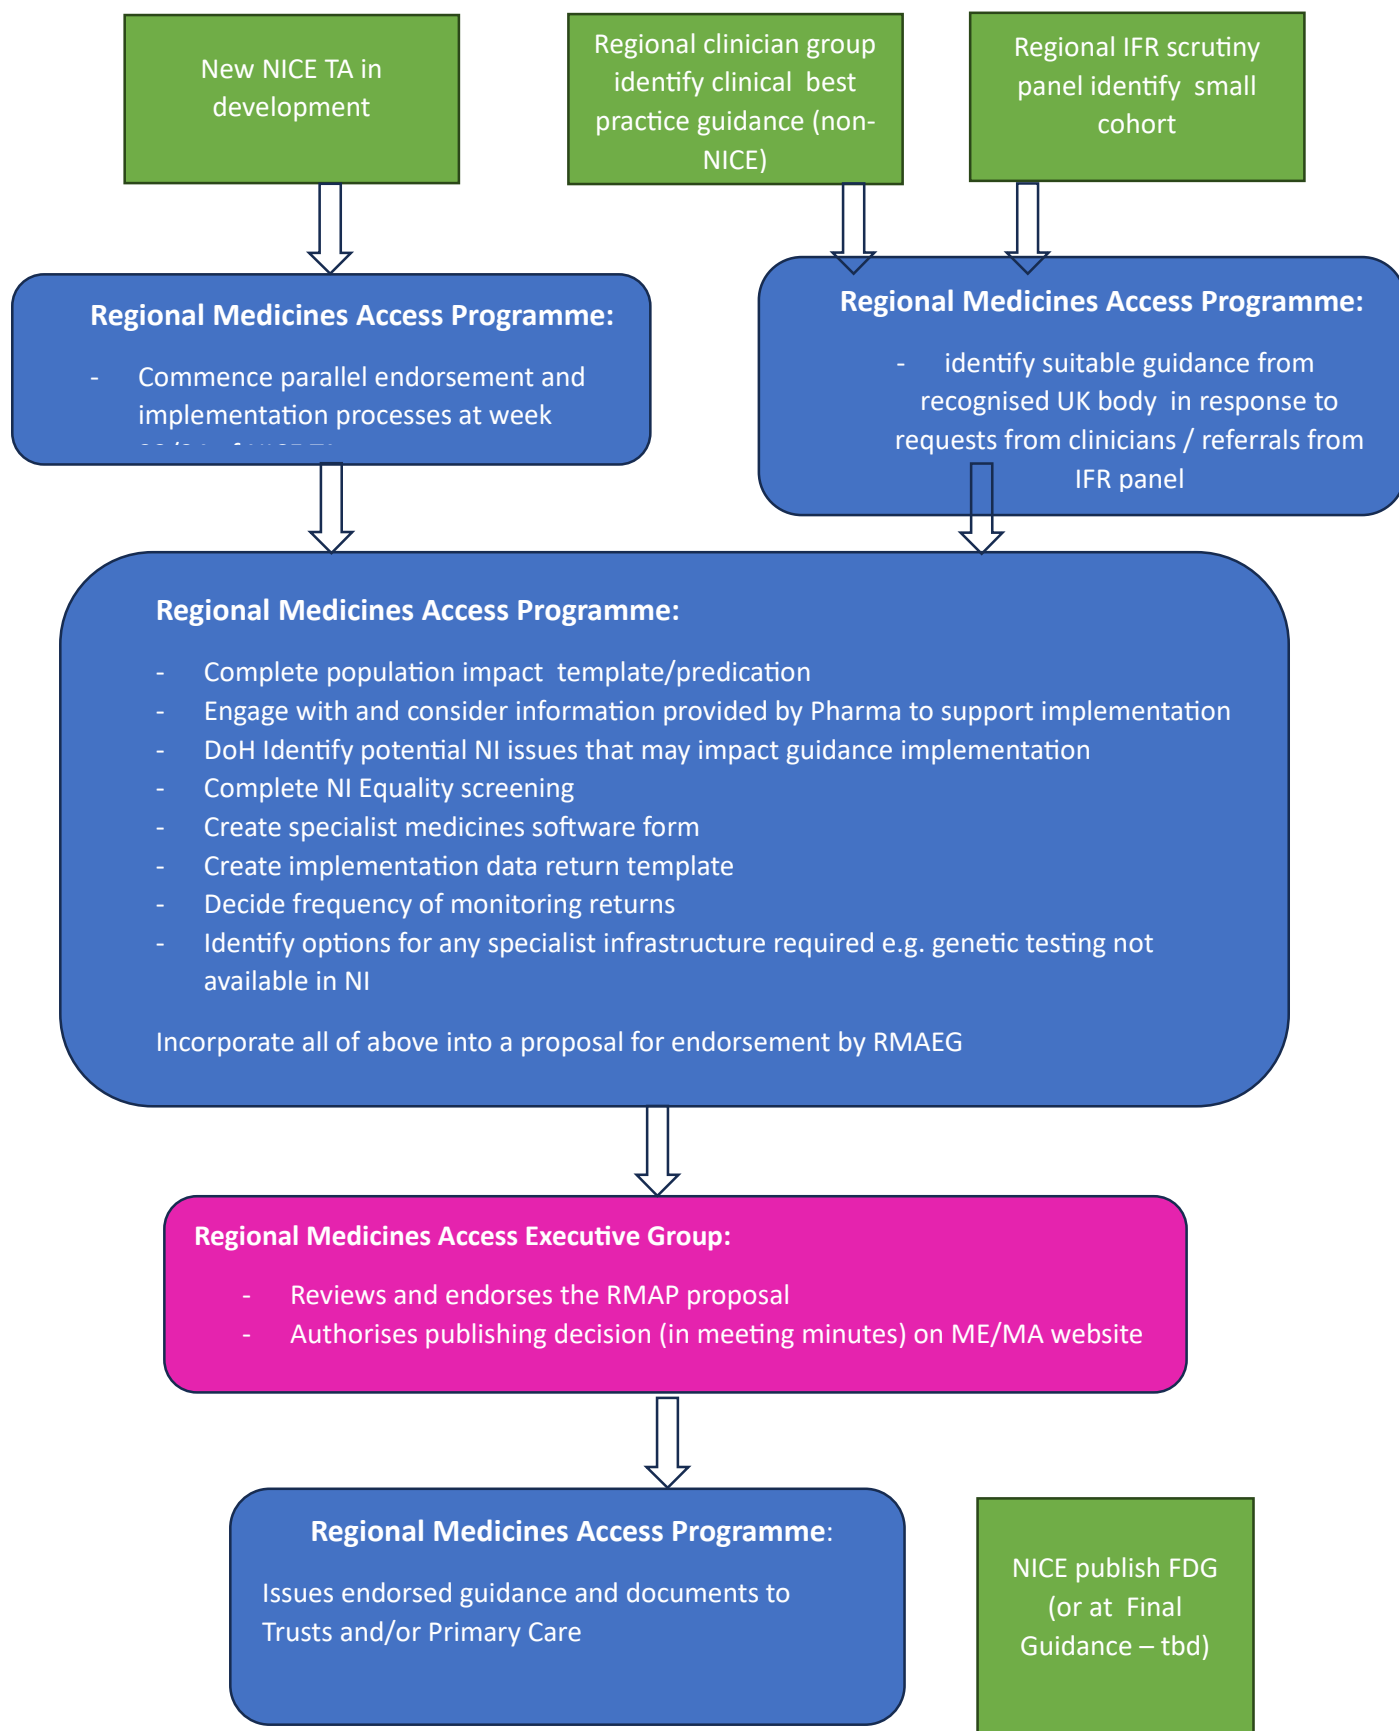 New NICE TA in
development
Regional clinician group
identify clinical  best
practice guidance (non-
NICE)
Regional IFR scrutiny
panel identify  small
cohort
Regional Medicines Access Programme:
- Commence parallel endorsement and
implementation processes at week
Regional Medicines Access Programme:
- identify suitable guidance from
recognised UK body  in response to
requests from clinicians / referrals from
IFR panel
Regional Medicines Access Programme:
- Complete population impact  template/predication
- Engage with and consider information provided by Pharma to support implementation
- DoH Identify potential NI issues that may impact guidance implementation
- Complete NI Equality screening
- Create specialist medicines software form
- Create implementation data return template
- Decide frequency of monitoring returns
- Identify options for any specialist infrastructure required e.g. genetic testing not
available in NI
Incorporate all of above into a proposal for endorsement by RMAEG
Regional Medicines Access Executive Group:
- Reviews and endorses the RMAP proposal
- Authorises publishing decision (in meeting minutes) on ME/MA website
Regional Medicines Access Programme:
Issues endorsed guidance and documents to
Trusts and/or Primary Care
NICE publish FDG
(or at  Final
Guidance – tbd)